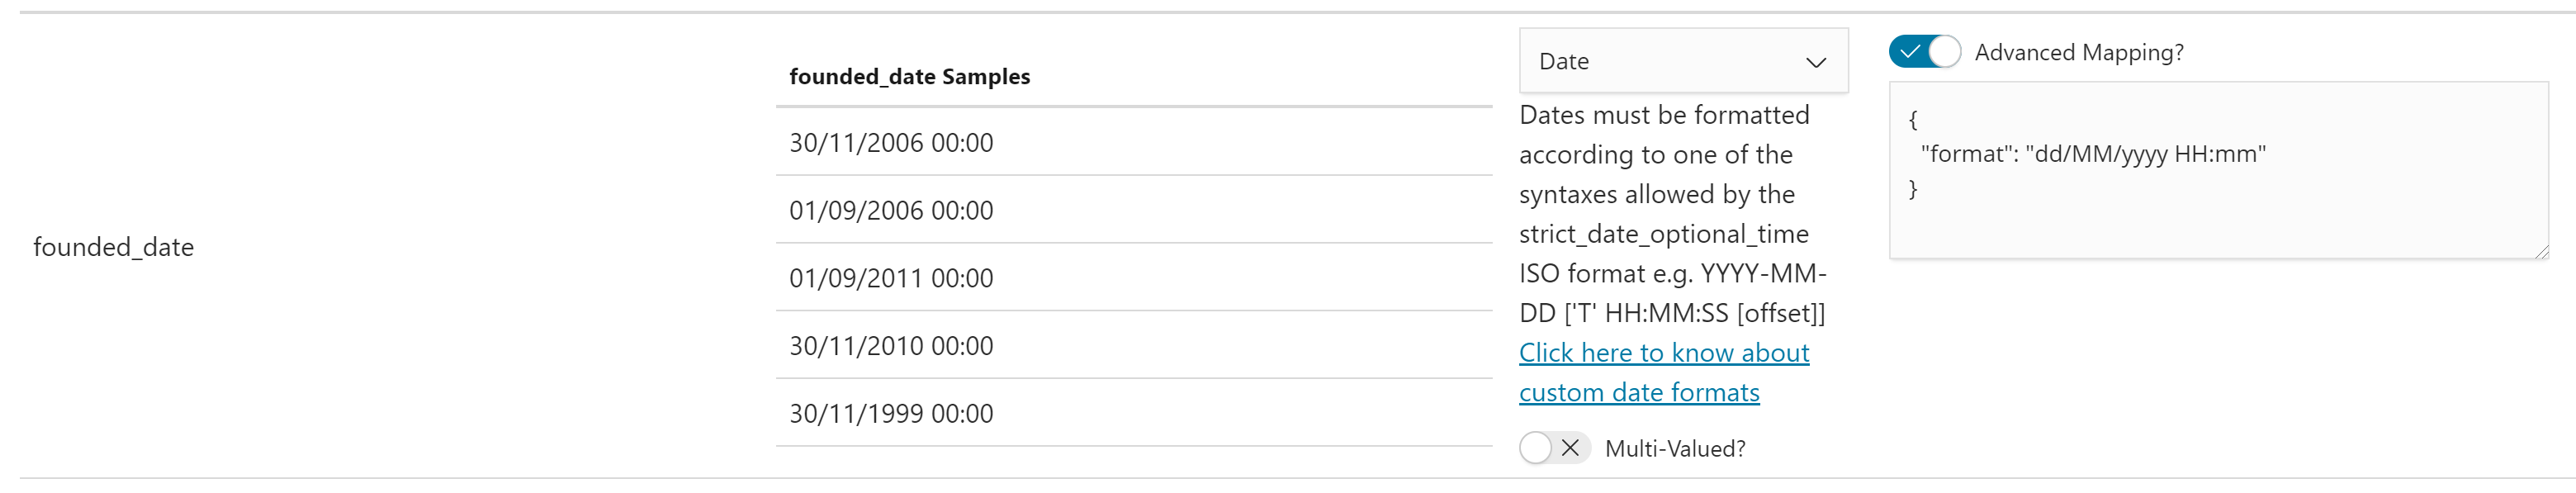 founded_date
founded_date Samples
30/11/2006 00:00
01/09/2006 00:00
01/09/2011 00:00
30/11/2010 00:00
30/11/1999 00:00
Date
Dates must be formatted
according to one of the
syntaxes allowed by the
strict_date_optional_time
ISO format e.g. YYYY-MM-
DD ['T' HH:MM:SS [offset]]
Click here to know about
custom date formats
Multi-Valued?
Advanced Mapping?
{
"format": "dd/MM/yyyy HH:mm"
}